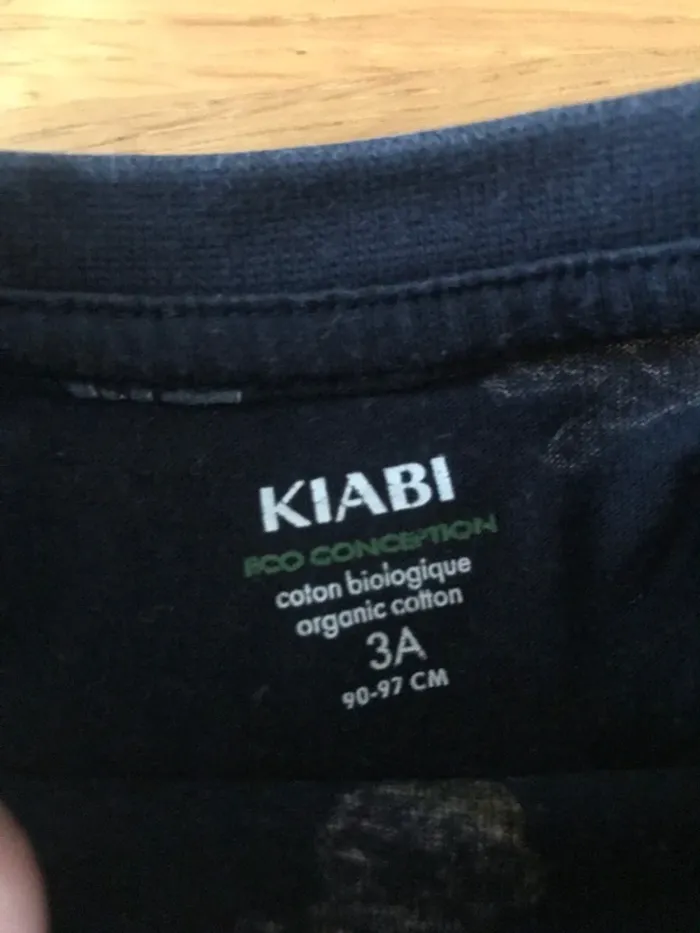 KIABI
ECO CONCEPTION
coton biologique
organic cotton
3A
90-97 CM